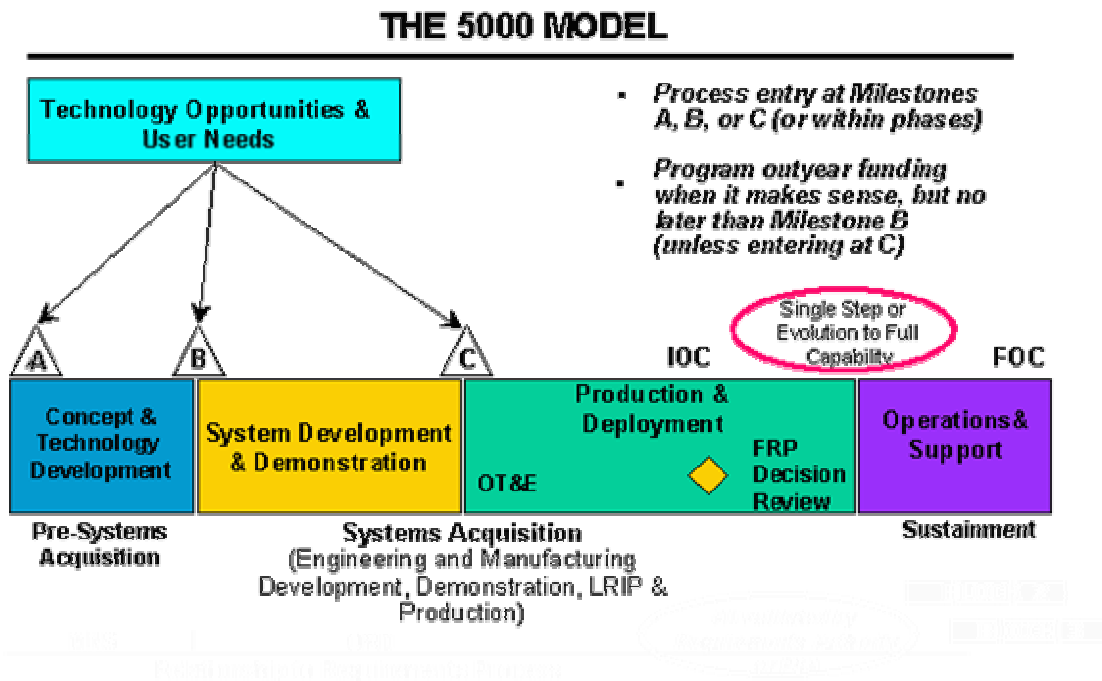 THE 5000 MODEL
Technology Opportunities &
User Needs
▪ Process entry at Milestones
A, B, or C (or within phases)
▪ Program outyear funding
when it makes sense, but no
later than Milestone B
(unless entering at C)
Single Step or
Evolution to Full
Capability
A
B
C
IOC
FOC
Concept &
Technology
Development
System Development
& Demonstration
Production &
Deployment
OT&E
FRP
Decision
Review
Operations&
Support
Pre-Systems
Acquisition
Systems Acquisition
(Engineering and Manufacturing
Development, Demonstration, LRIP &
Production)
Sustainment